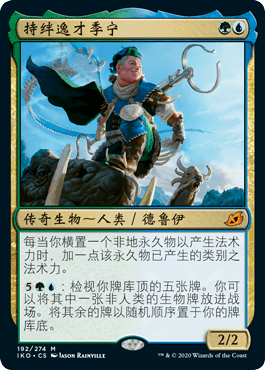 持绊逸才季宁
传奇生物~人类 / 德鲁伊
每当你横置一个非地永久物以产生法术
力时，加一点该永久物已产生的类别之
法术力。
5 : 检视你牌库顶的五张牌。你可
以将其中一张非人类的生物牌放进战
场。将其余的牌以随机顺序置于你的牌
库底。
2/2
192/274 M
IKO • CS JASON RAINVILLE
™ & © 2020 Wizards of the Coast